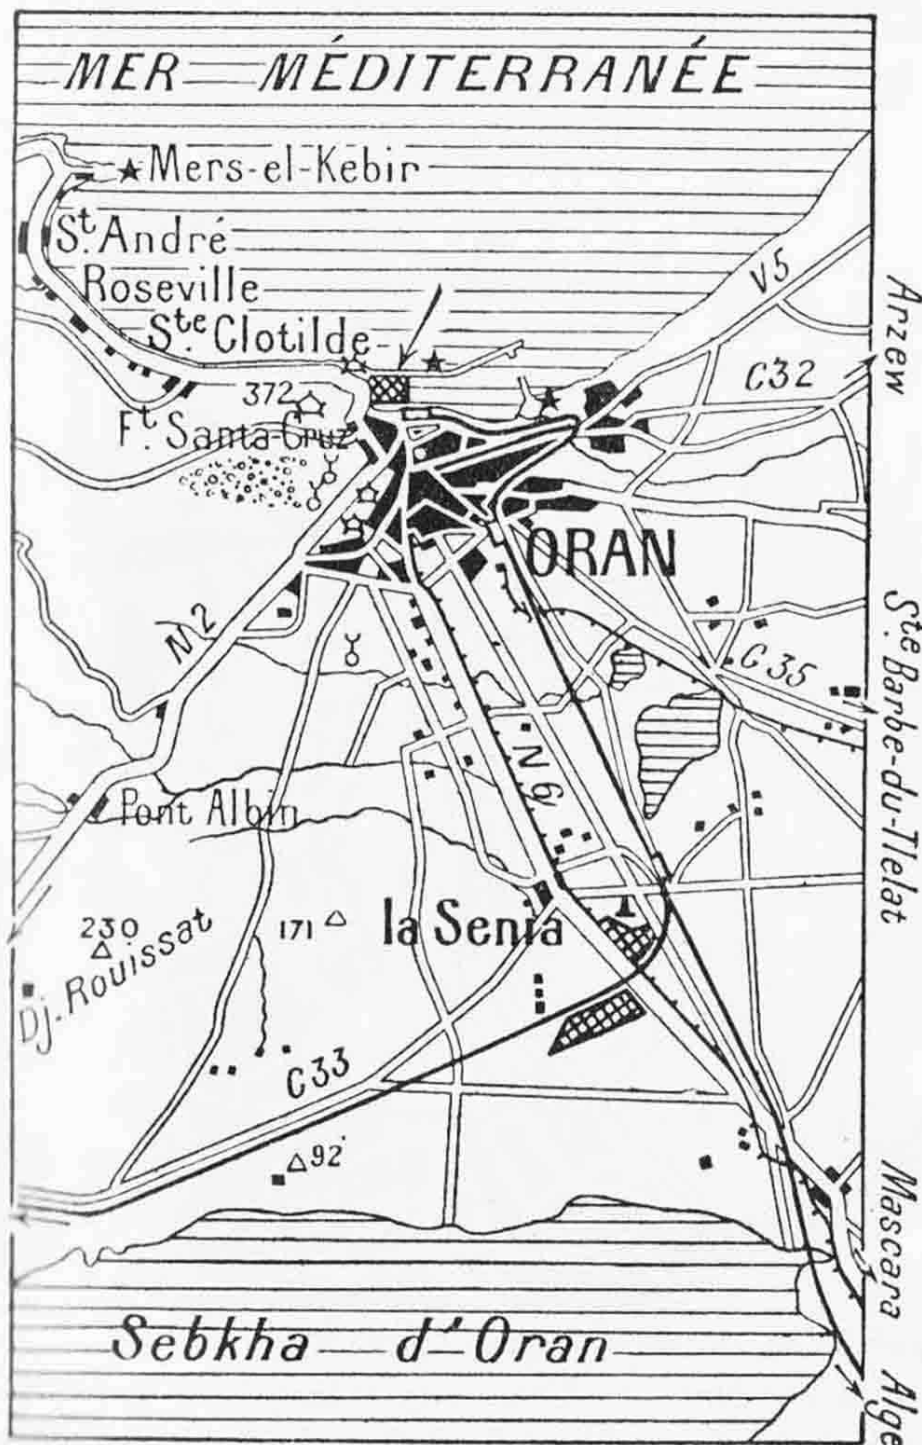 MER MÉDITERRANÉE
Mers-el-Kebir
St. André
Roseville
Ste. Clotilde
V5
Arzew
C32
372
Ft. Santa-Cruz
ORAN
N2
C35
Ste Barbe-du-Tlelat
N6
Pont Albin
230
171
la Senia
Dj. Rouissat
C33
92
Mascara
Sebkha d'Oran
Alge